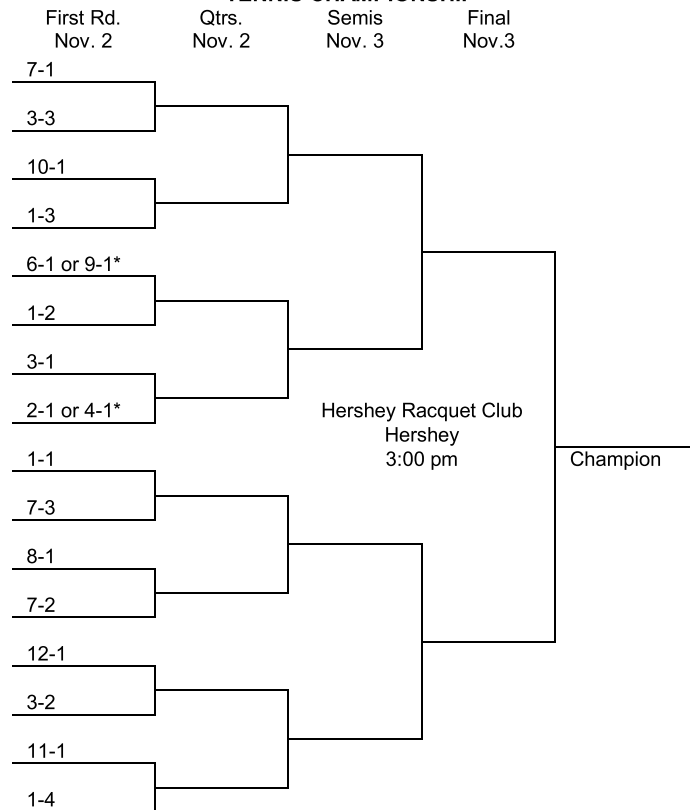 First Rd. Qtrs. Semis Final
Nov. 2 Nov. 2 Nov. 3 Nov.3
7-1
3-3
10-1
1-3
6-1 or 9-1*
1-2
3-1
2-1 or 4-1*
Hershey Racquet Club
Hershey
3:00 pm
Champion
1-1
7-3
8-1
7-2
12-1
3-2
11-1
1-4